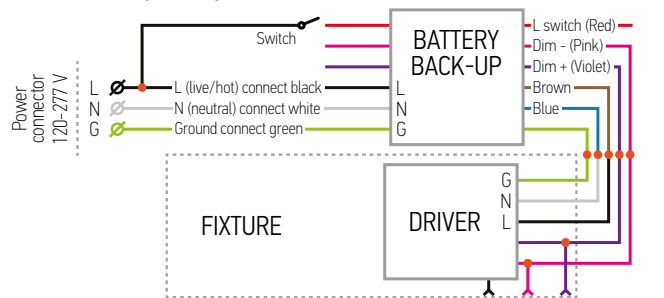 Switch
BATTERY
BACK-UP
L switch (Red)
Dim - (Pink)
Dim + (Violet)
Brown
Blue
Power
connector
120-277 V
L
N
G
L (live/hot) connect black
N (neutral) connect white
Ground connect green
L
N
G
FIXTURE
DRIVER
G
N
L